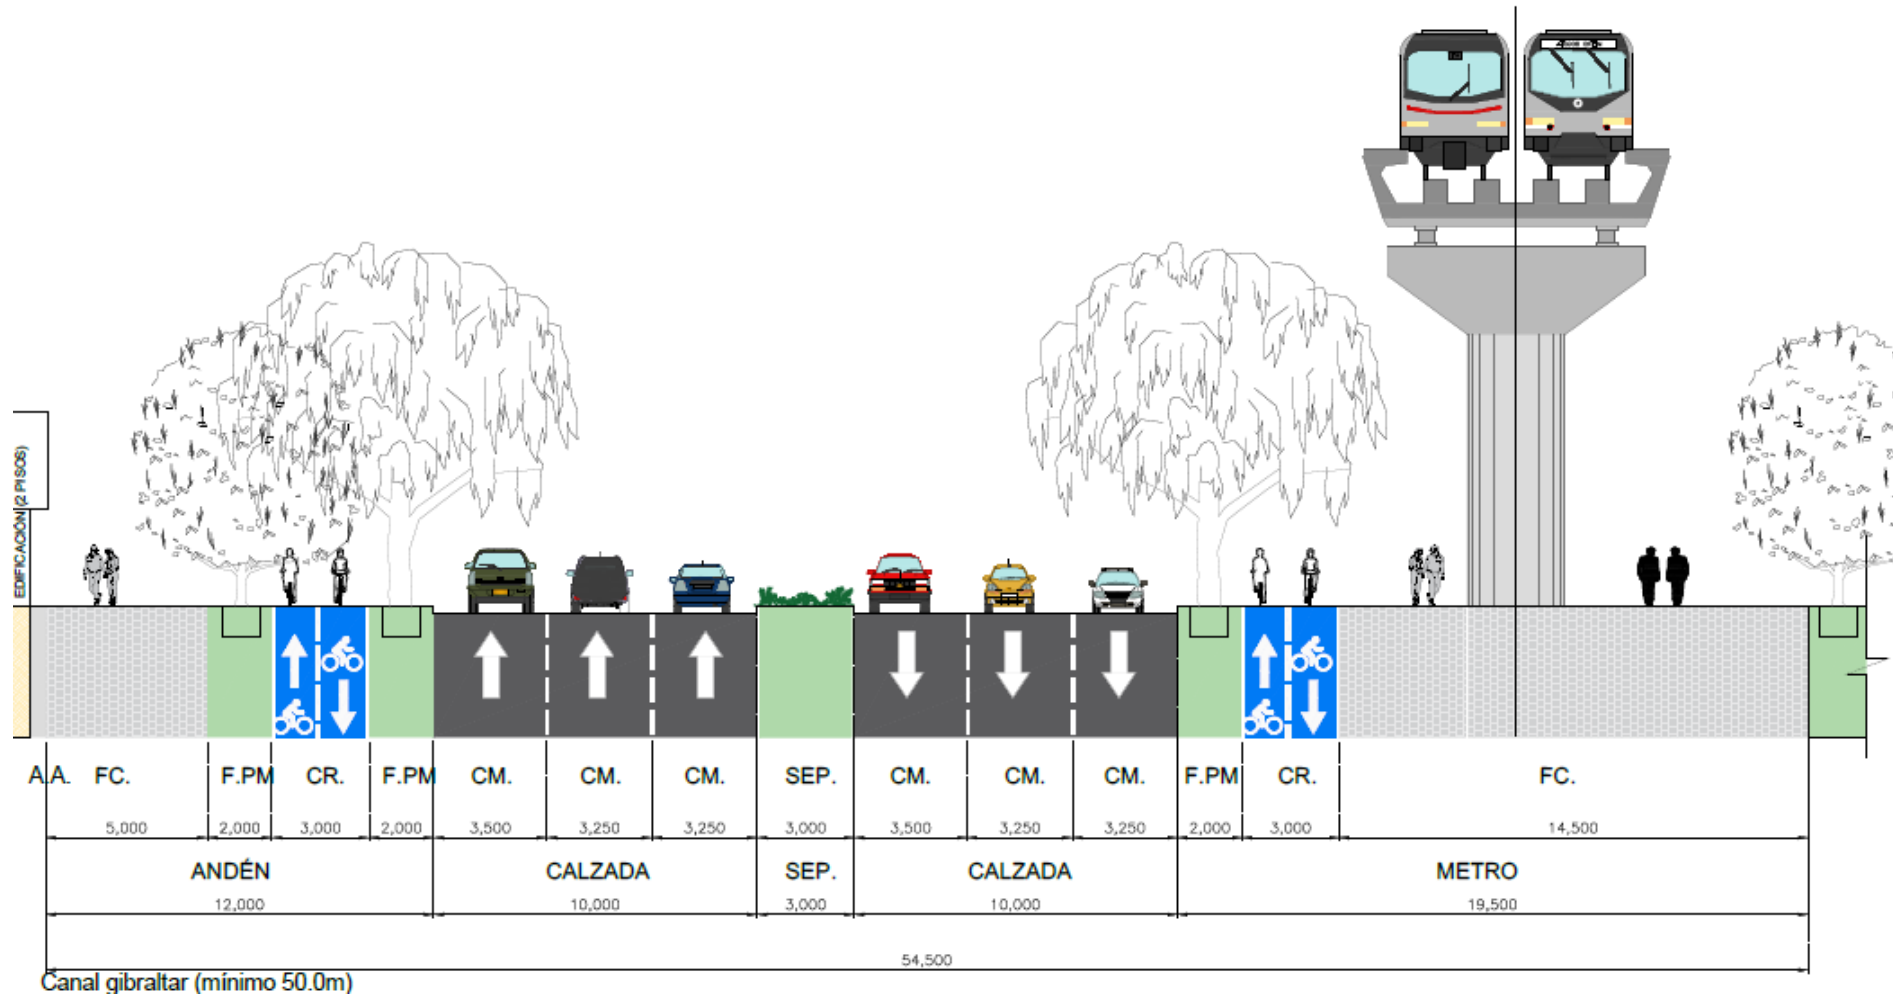 EDIFICACIÓN (2 PISOS)
A.A. FC. F.PM CR. F.PM CM. CM. CM. SEP. CM. CM. CM. F.PM CR. FC.
5,000 2,000 3,000 2,000 3,500 3,250 3,250 3,000 3,500 3,250 3,250 2,000 3,000 14,500
ANDÉN CALZADA SEP. CALZADA METRO
12,000 10,000 3,000 10,000 19,500
54,500
Canal gibraltar (mínimo 50.0m)